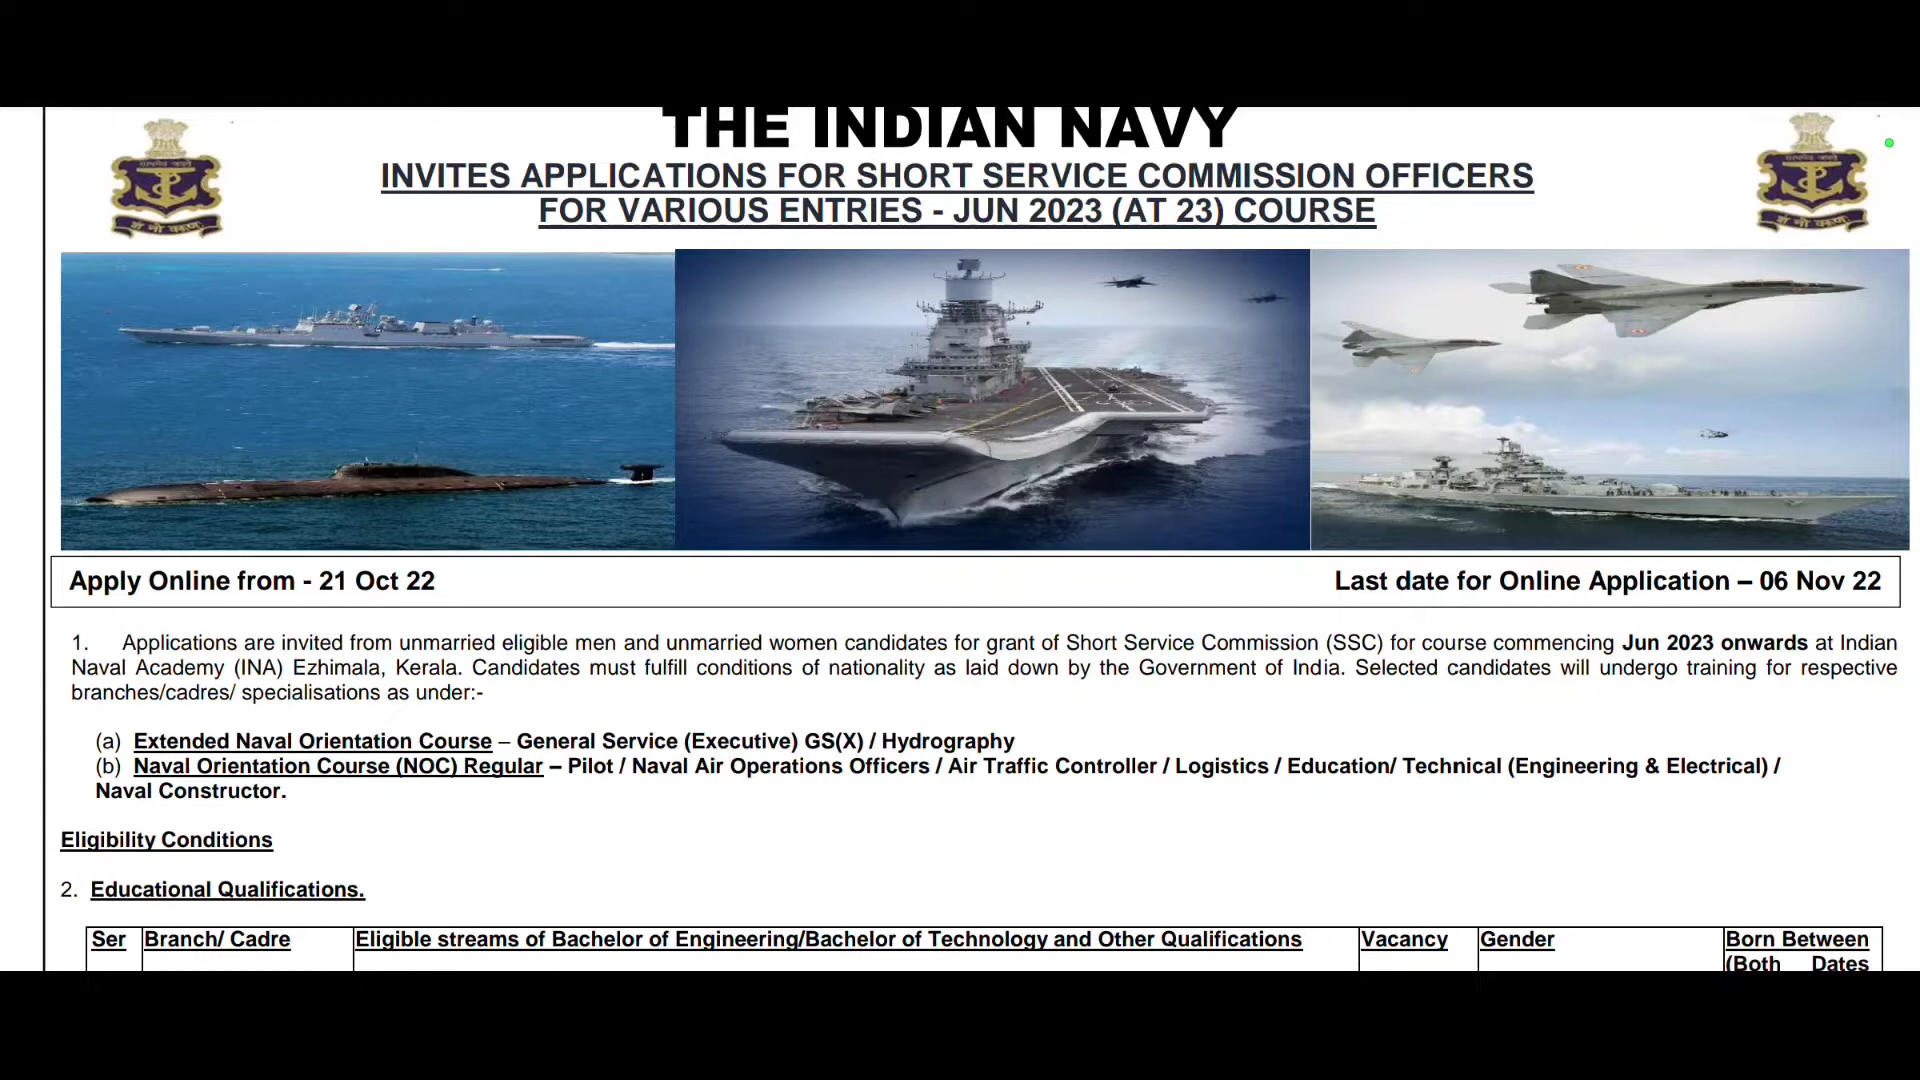 THE INDIAN NAVY
INVITES APPLICATIONS FOR SHORT SERVICE COMMISSION OFFICERS
FOR VARIOUS ENTRIES - JUN 2023 (AT 23) COURSE
Apply Online from - 21 Oct 22
Last date for Online Application – 06 Nov 22
1. Applications are invited from unmarried eligible men and unmarried women candidates for grant of Short Service Commission (SSC) for course commencing Jun 2023 onwards at Indian
Naval Academy (INA) Ezhimala, Kerala. Candidates must fulfill conditions of nationality as laid down by the Government of India. Selected candidates will undergo training for respective
branches/cadres/ specialisations as under:-
(a) Extended Naval Orientation Course – General Service (Executive) GS(X) / Hydrography
(b) Naval Orientation Course (NOC) Regular – Pilot / Naval Air Operations Officers / Air Traffic Controller / Logistics / Education/ Technical (Engineering & Electrical) /
Naval Constructor.
Eligibility Conditions
2. Educational Qualifications.
Ser Branch/ Cadre Eligible streams of Bachelor of Engineering/Bachelor of Technology and Other Qualifications Vacancy Gender Born Between
(Both Dates